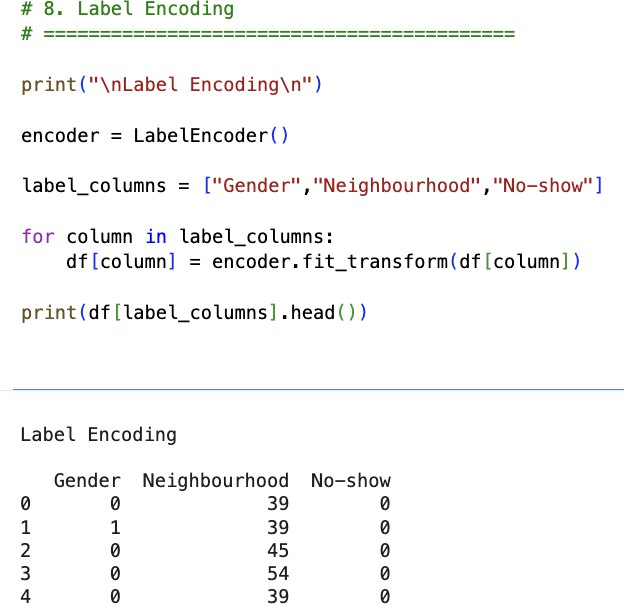 # 8. Label Encoding
# ==========================================
print("\nLabel Encoding\n")
encoder = LabelEncoder()
label_columns = ["Gender","Neighbourhood","No-show"]
for column in label_columns:
    df[column] = encoder.fit_transform(df[column])
print(df[label_columns].head())
Label Encoding
   Gender  Neighbourhood  No-show
0       0             39        0
1       1             39        0
2       0             45        0
3       0             54        0
4       0             39        0